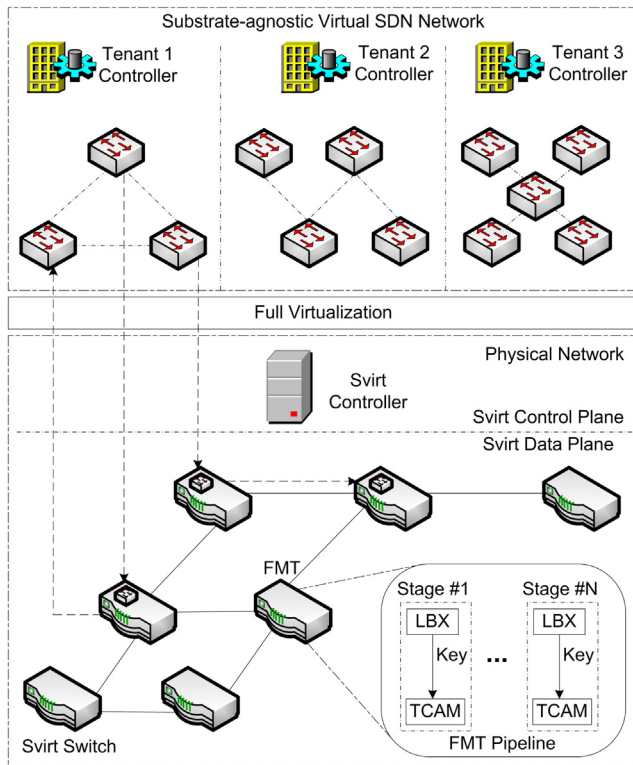 Substrate-agnostic Virtual SDN Network
Tenant 1
Controller
Tenant 2
Controller
Tenant 3
Controller
Full Virtualization
Physical Network
Svirt
Controller
Svirt Control Plane
Svirt Data Plane
FMT
Stage #1
Stage #N
LBX
LBX
Key
...
Key
TCAM
TCAM
FMT Pipeline
Svirt Switch